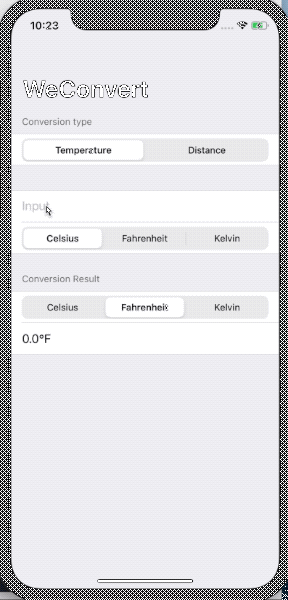 10:23
WeConvert
Conversion type
Temperature Distance
Input
Celsius Fahrenheit Kelvin
Conversion Result
Celsius Fahrenheit Kelvin
0.0°F